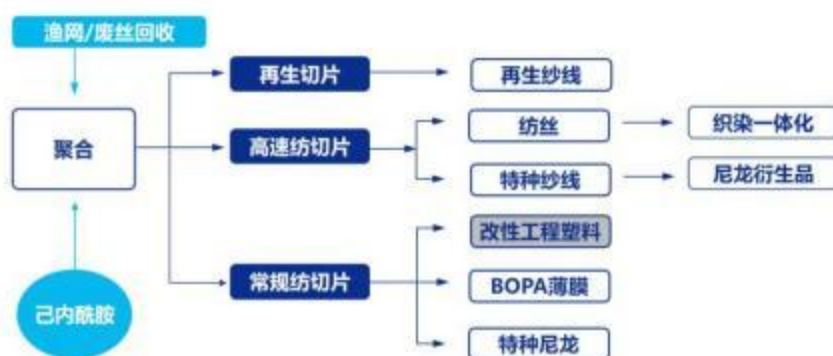 渔网/废丝回收
再生切片
再生纱线
聚合
高速纺切片
纺丝
织染一体化
特种纱线
尼龙衍生品
改性工程塑料
己内酰胺
常规纺切片
BOPA薄膜
特种尼龙